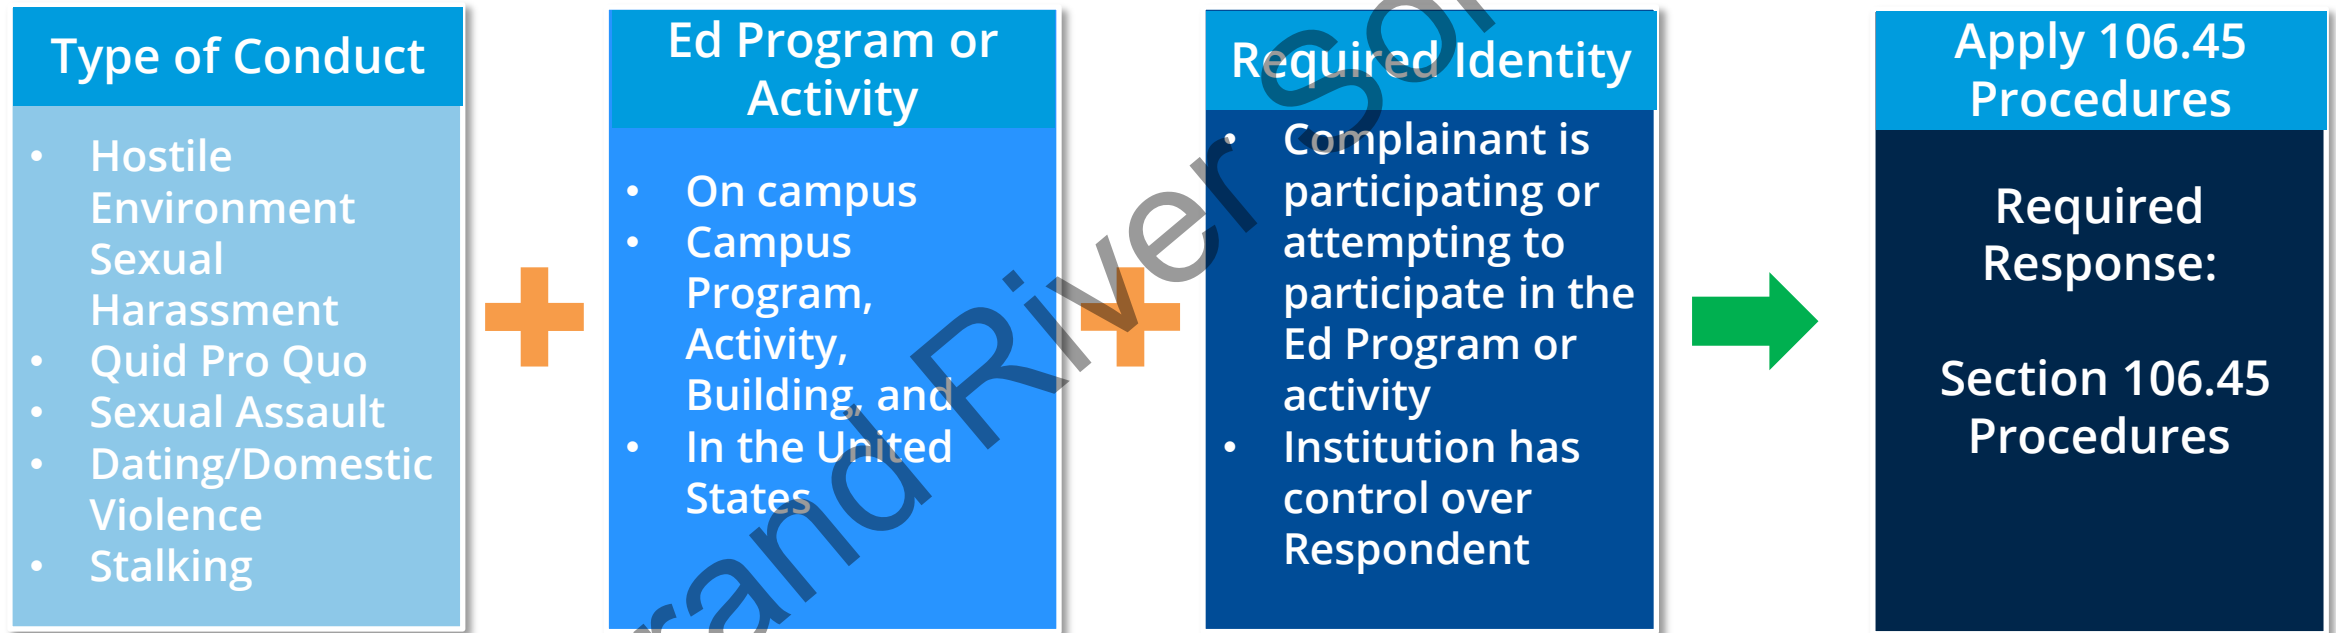 Type of Conduct
• Hostile
Environment
Sexual
Harassment
• Quid Pro Quo
• Sexual Assault
• Dating/Domestic
Violence
• Stalking
Ed Program or
Activity
• On campus
• Campus
Program,
Activity,
Building, and
• In the United
States
Required Identity
• Complainant is
participating or
attempting to
participate in the
Ed Program or
activity
• Institution has
control over
Respondent
Apply 106.45
Procedures
Required
Response:
Section 106.45
Procedures
River